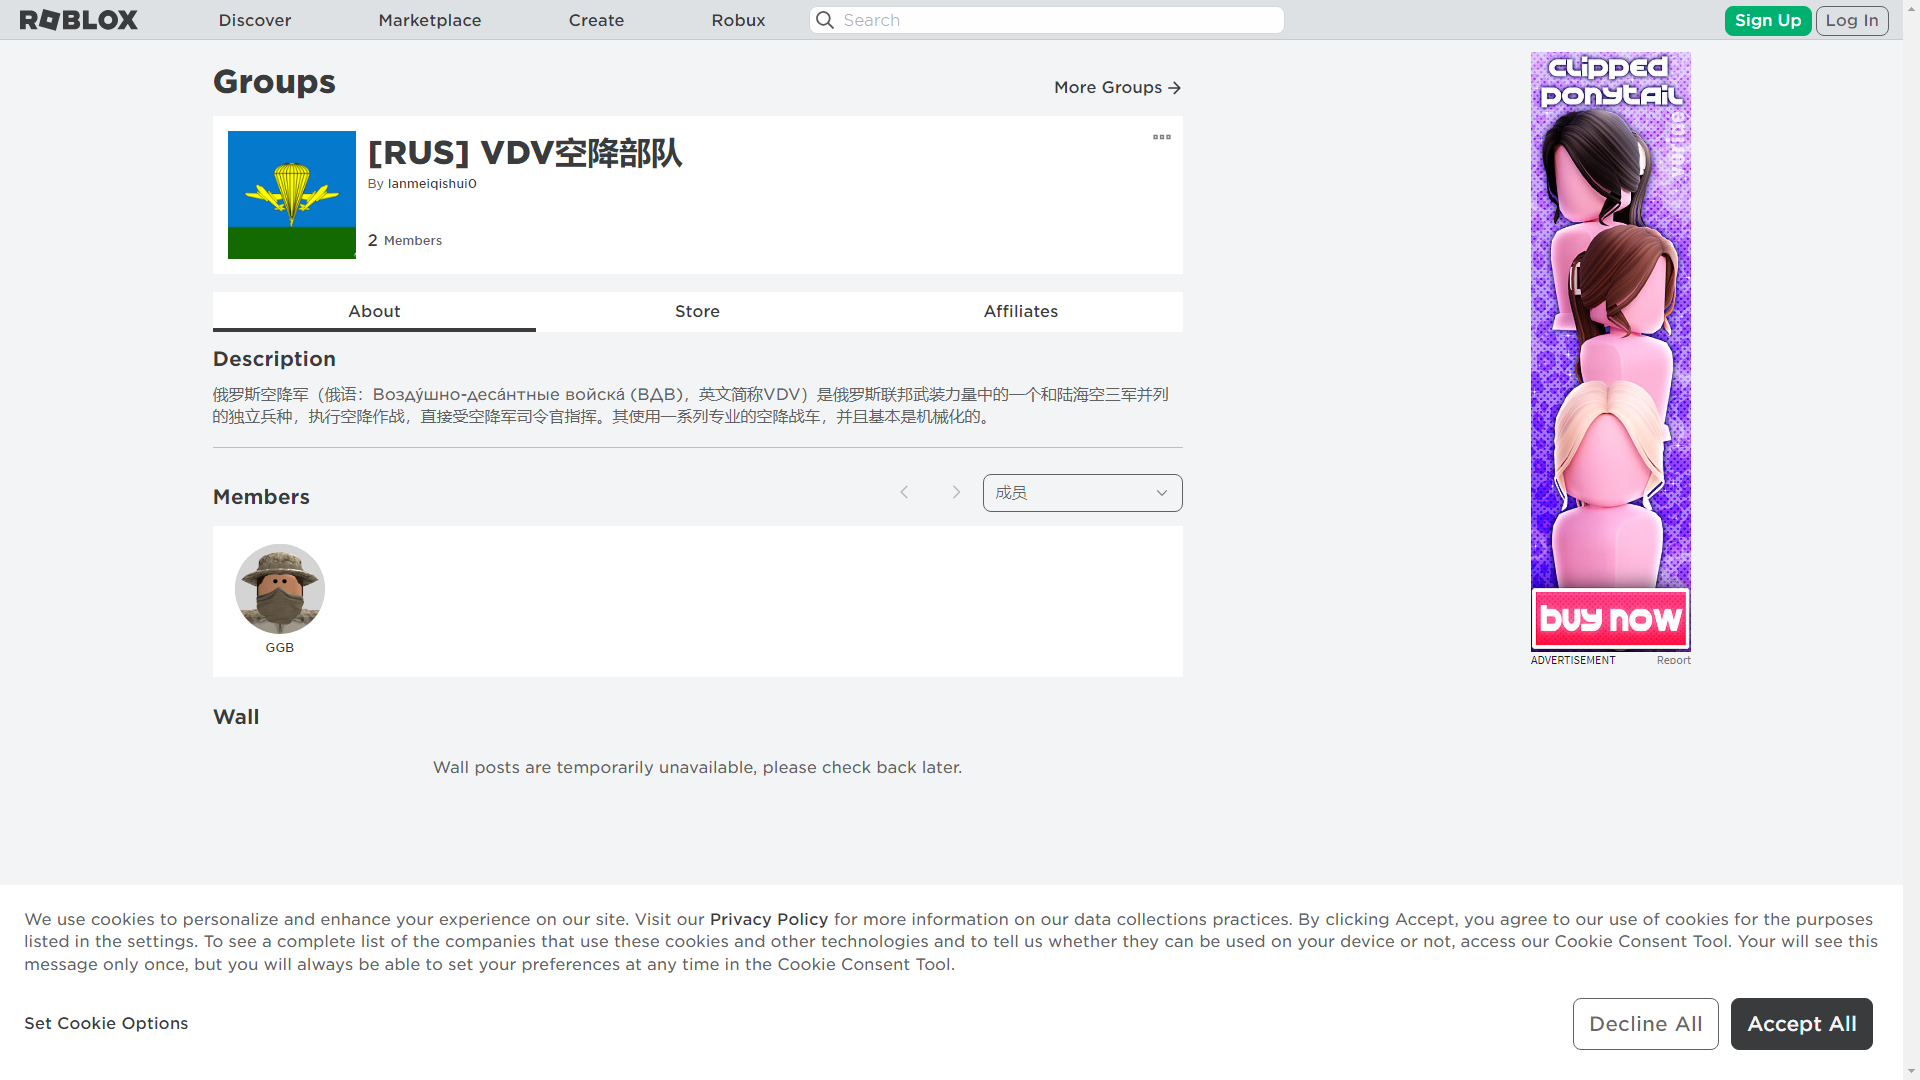 ROBLOX
Discover
Marketplace
Create
Robux
Search
Sign Up
Log In
Groups
More Groups
[RUS] VDV空降部队
By lanmeiqishui0
2 Members
About
Store
Affiliates
Description
俄罗斯空降军（俄语：Возду́шно-деса́нтные войска́ (ВДВ)，英文简称VDV）是俄罗斯联邦武装力量中的一个和陆海空三军并列
的独立兵种，执行空降作战，直接受空降军司令官指挥。其使用一系列专业的空降战车，并且基本是机械化的。
Members
成员
GGB
Wall
Wall posts are temporarily unavailable, please check back later.
clipped
ponytail
buy now
ADVERTISEMENT
Report
We use cookies to personalize and enhance your experience on our site. Visit our Privacy Policy for more information on our data collections practices. By clicking Accept, you agree to our use of cookies for the purposes
listed in the settings. To see a complete list of the companies that use these cookies and other technologies and to tell us whether they can be used on your device or not, access our Cookie Consent Tool. Your will see this
message only once, but you will always be able to set your preferences at any time in the Cookie Consent Tool.
Set Cookie Options
Decline All
Accept All